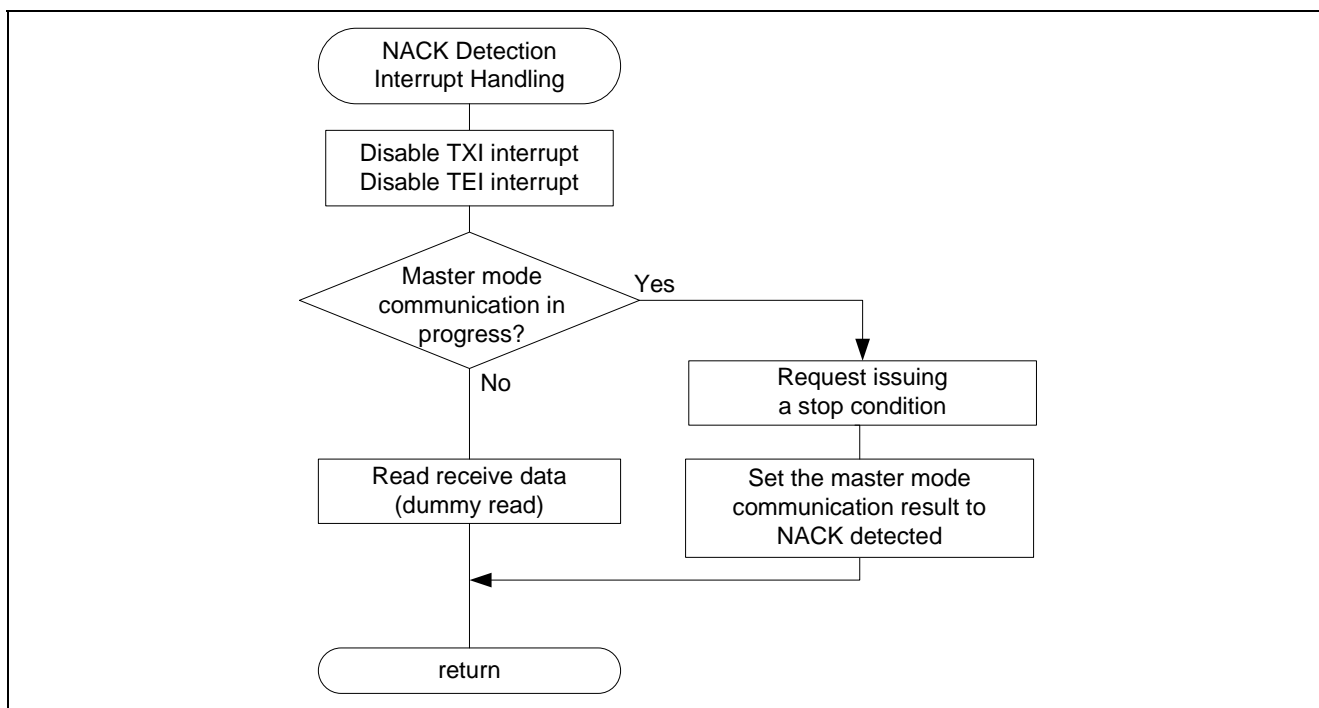 NACK Detection
Interrupt Handling
Disable TXI interrupt
Disable TEI interrupt
Master mode
communication in
progress?
Yes
No
Request issuing
a stop condition
Read receive data
(dummy read)
Set the master mode
communication result to
NACK detected
return